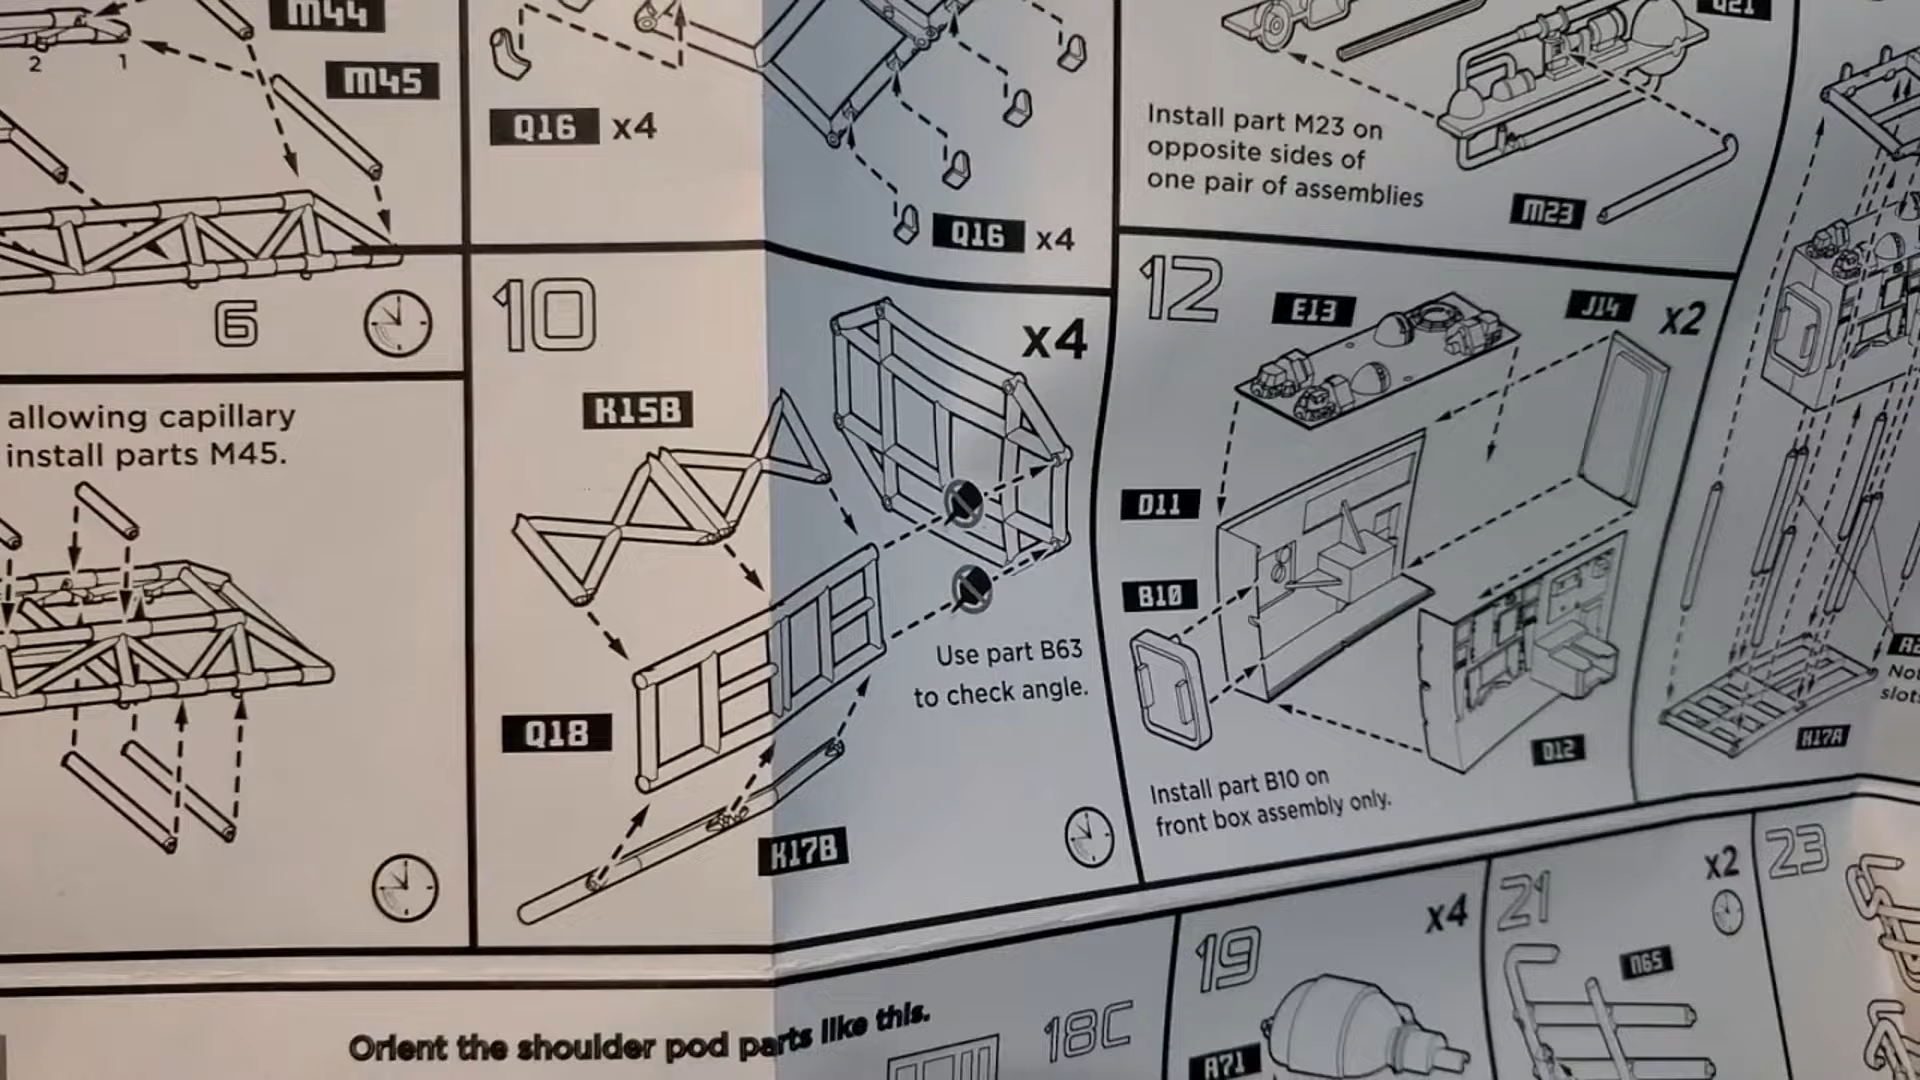 M44
2
1
M45
6
allowing capillary
install parts M45.
Q16 x4
Q16 x4
10
x4
K15B
Q18
K17B
Use part B63
to check angle.
Q21
Install part M23 on
opposite sides of
one pair of assemblies
M23
12
E13
J14 x2
D11
B10
D12
Install part B10 on
front box assembly only.
K17A
Orient the shoulder pod parts like this.
18C
19
x4
A71
21
x2
N65
23